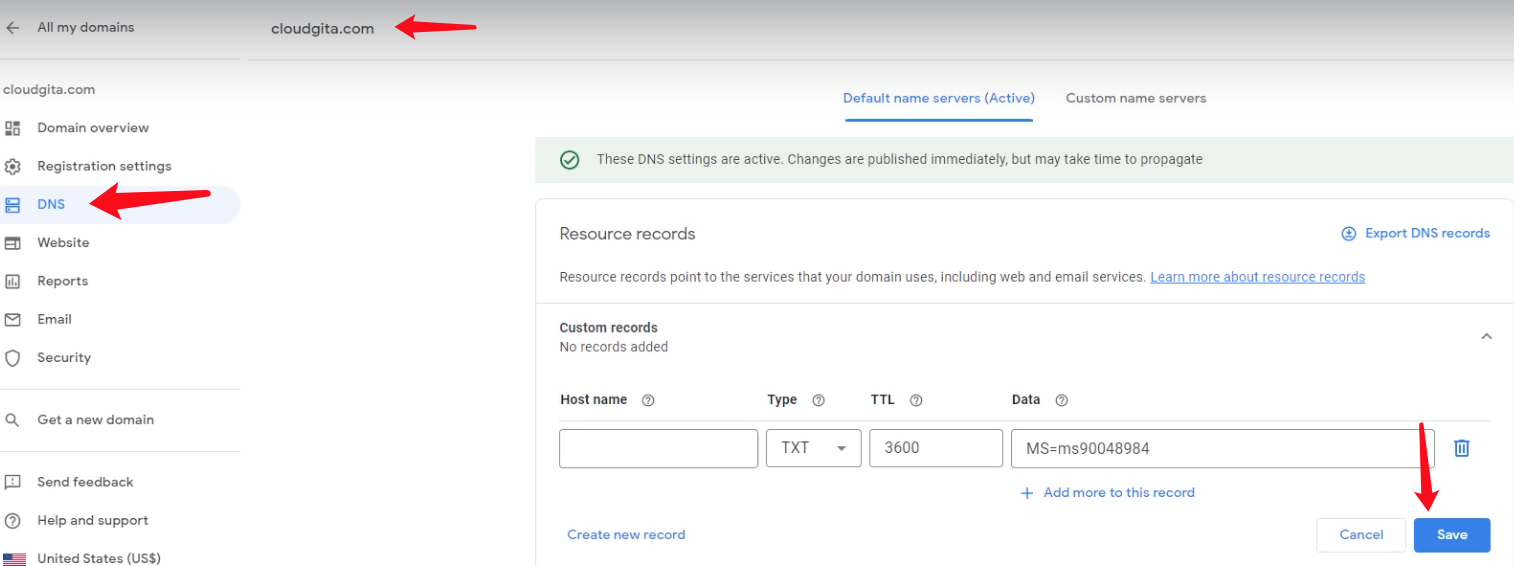 All my domains
cloudgita.com
cloudgita.com
Domain overview
Registration settings
DNS
Website
Reports
Email
Security
Get a new domain
Send feedback
Help and support
United States (US$)
Default name servers (Active) Custom name servers
These DNS settings are active. Changes are published immediately, but may take time to propagate
Resource records Export DNS records
Resource records point to the services that your domain uses, including web and email services. Learn more about resource records
Custom records
No records added
Host name Type TTL Data
TXT 3600 MS=ms90048984
+ Add more to this record
Create new record Cancel Save